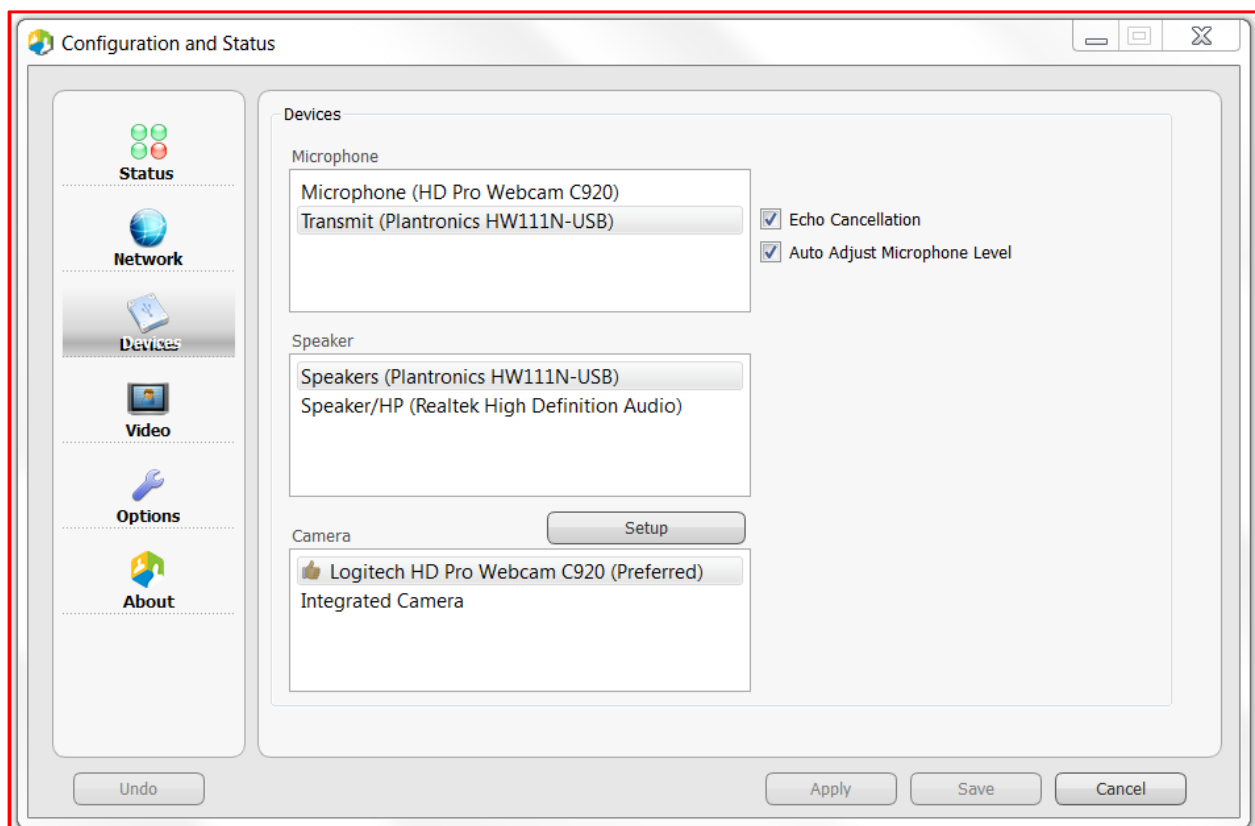 Configuration and Status
Status
Network
Devices
Video
Options
About
Devices
Microphone
Microphone (HD Pro Webcam C920)
Transmit (Plantronics HW111N-USB)
Echo Cancellation
Auto Adjust Microphone Level
Speaker
Speakers (Plantronics HW111N-USB)
Speaker/HP (Realtek High Definition Audio)
Setup
Camera
Logitech HD Pro Webcam C920 (Preferred)
Integrated Camera
Undo
Apply
Save
Cancel